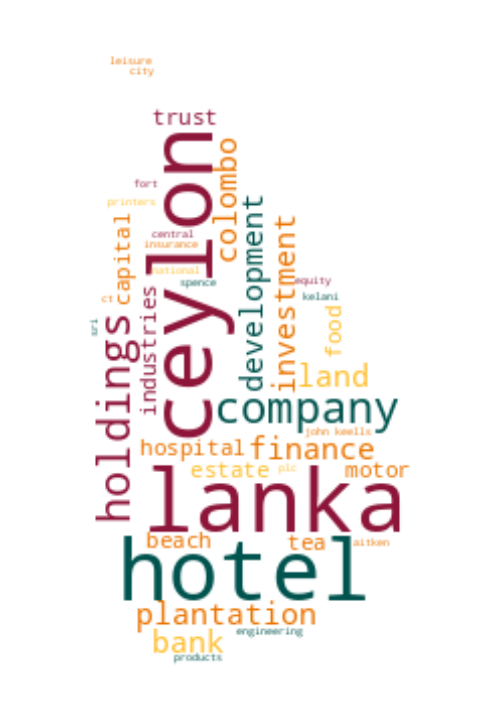 leisure
city
trust
ceylon
colombo
fort
printers
development
capital
investment
central
insurance
national
spence
equity
industries
kelani
ct
food
sri
holdings
land
company
john keells
hospital
finance
estate
plc
motor
lanka
beach
tea
aitken
hotel
plantation
bank
engineering
products